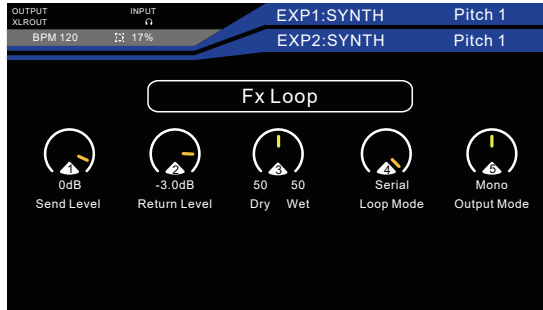 OUTPUT INPUT EXP1:SYNTH Pitch 1
XLROUT
BPM 120 17% EXP2:SYNTH Pitch 1
Fx Loop
1 2 3 4 5
0dB -3.0dB 50 50 Serial Mono
Send Level Return Level Dry Wet Loop Mode Output Mode